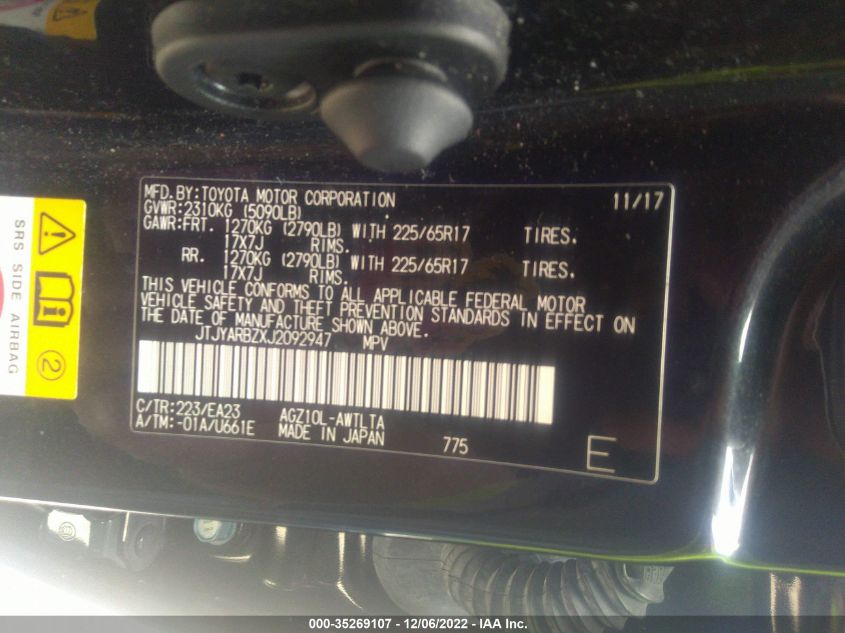 MFD.BY:TOYOTA MOTOR CORPORATION 11/17
GVWR:2310KG (5090LB)
GAWR:FRT. 1270KG (2790LB) WITH 225/65R17 TIRES.
17X7J RIMS.
RR. 1270KG (2790LB) WITH 225/65R17 TIRES.
17X7J RIMS.
THIS VEHICLE CONFORMS TO ALL APPLICABLE FEDERAL MOTOR
VEHICLE SAFETY AND THEFT PREVENTION STANDARDS IN EFFECT ON
THE DATE OF MANUFACTURE SHOWN ABOVE.
JTJYARBZXJ2092947 MPV
C/TR:223/EA23 AGZ10L-AWTLTA
A/TM:-01A/U661E MADE IN JAPAN 775 E
SRS SIDE AIRBAG
2
000-35269107 - 12/06/2022 - IAA Inc.